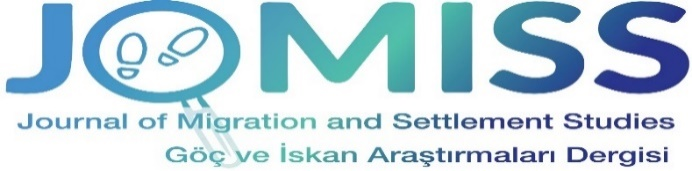 JOMISS
Journal of Migration and Settlement Studies
Göç ve İskan Araştırmaları Dergisi